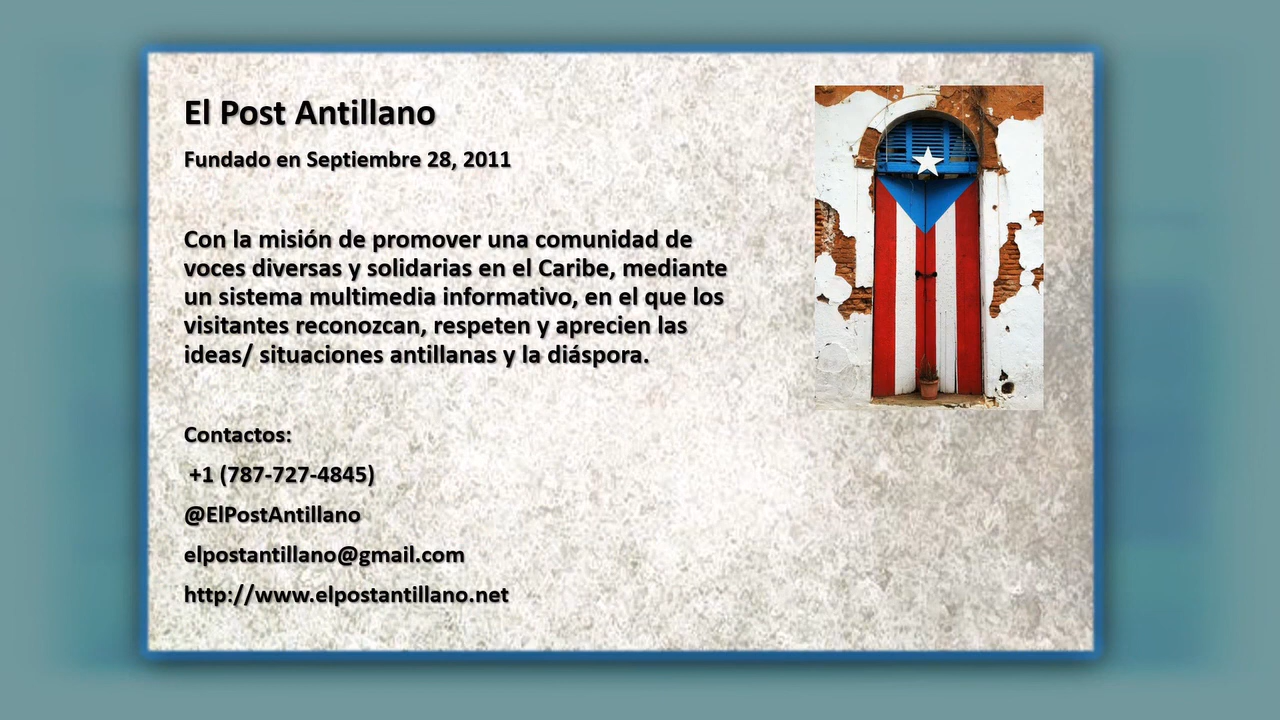 El Post Antillano
Fundado en Septiembre 28, 2011
Con la misión de promover una comunidad de
voces diversas y solidarias en el Caribe, mediante
un sistema multimedia informativo, en el que los
visitantes reconozcan, respeten y aprecien las
ideas/ situaciones antillanas y la diáspora.
Contactos:
+1 (787-727-4845)
@ElPostAntillano
elpostantillano@gmail.com
http://www.elpostantillano.net